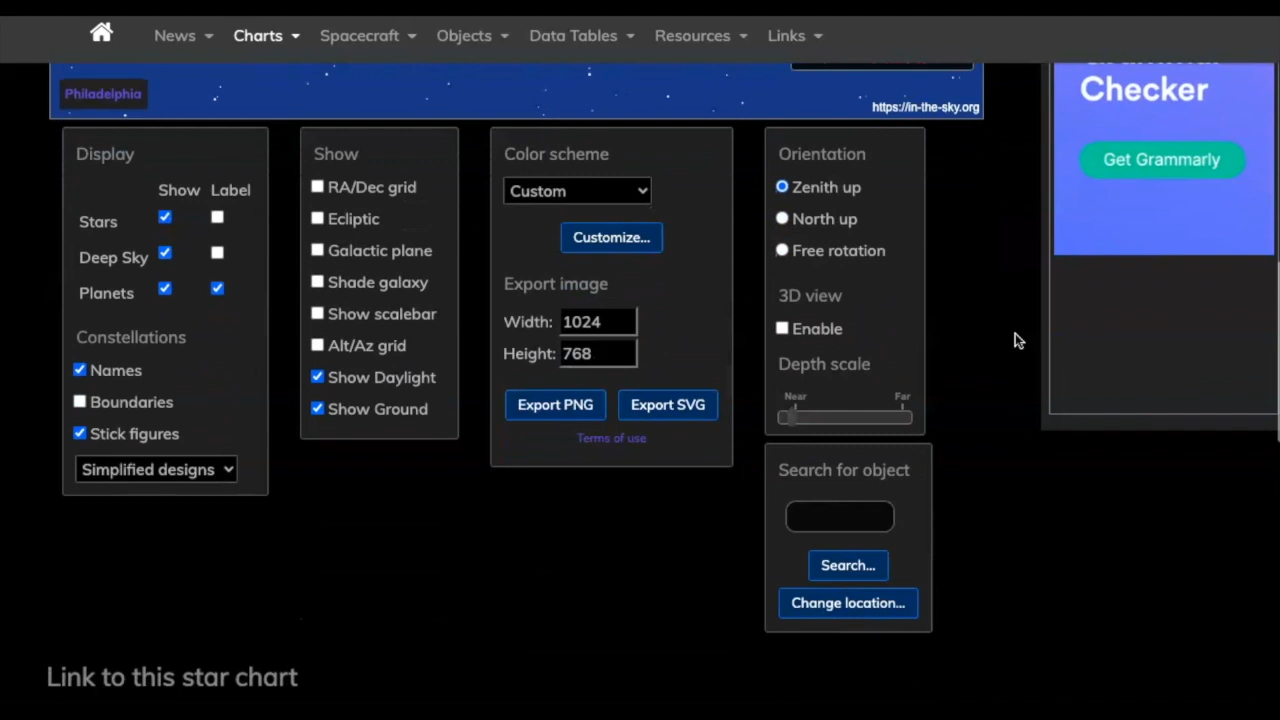 News
Charts
Spacecraft
Objects
Data Tables
Resources
Links
Philadelphia
https://in-the-sky.org
Checker
Get Grammarly
Display
Show Label
Stars
Deep Sky
Planets
Constellations
Names
Boundaries
Stick figures
Simplified designs
Show
RA/Dec grid
Ecliptic
Galactic plane
Shade galaxy
Show scalebar
Alt/Az grid
Show Daylight
Show Ground
Color scheme
Custom
Customize...
Export image
Width: 1024
Height: 768
Export PNG
Export SVG
Terms of use
Orientation
Zenith up
North up
Free rotation
3D view
Enable
Depth scale
Near Far
Search for object
Search...
Change location...
Link to this star chart